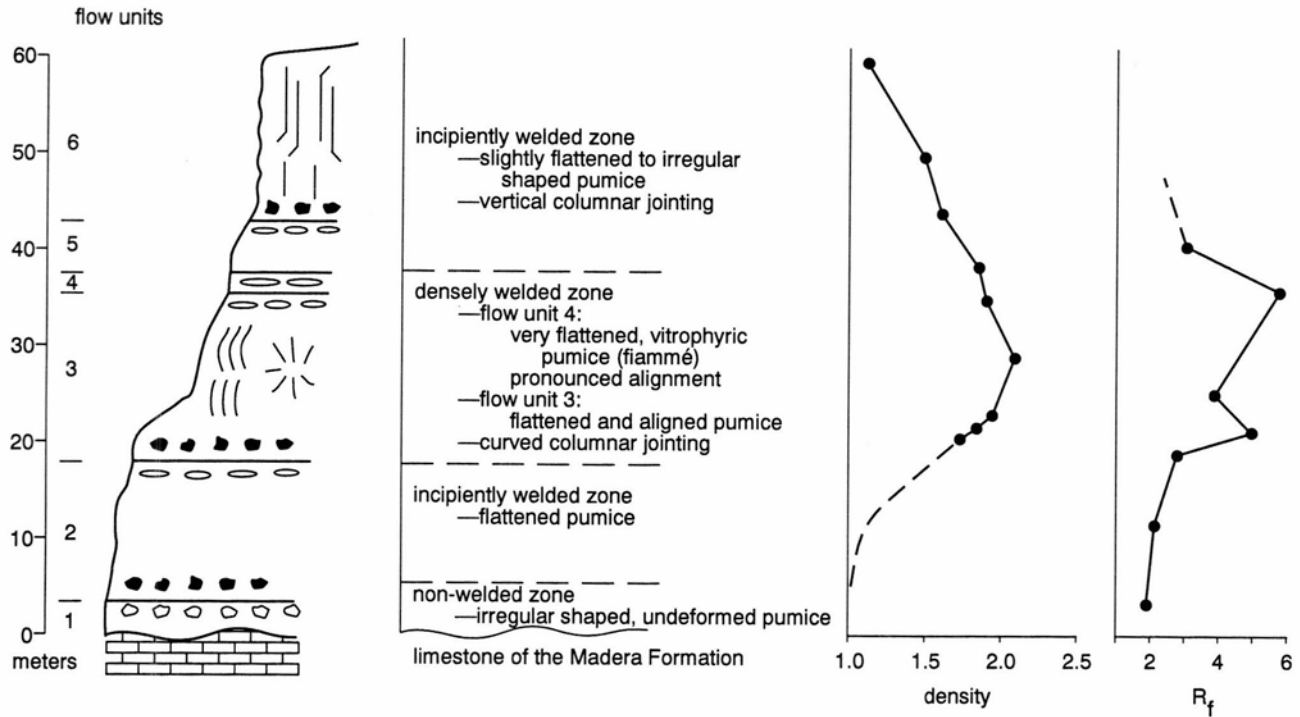 flow units
60
50
40
30
20
10
0
meters
6
5
4
3
2
1
incipiently welded zone
—slightly flattened to irregular
shaped pumice
—vertical columnar jointing
densely welded zone
—flow unit 4:
very flattened, vitrophyric
pumice (fiammé)
pronounced alignment
—flow unit 3:
flattened and aligned pumice
—curved columnar jointing
incipiently welded zone
—flattened pumice
non-welded zone
—irregular shaped, undeformed pumice
limestone of the Madera Formation
1.0 1.5 2.0 2.5
density
2 4 6
Rf